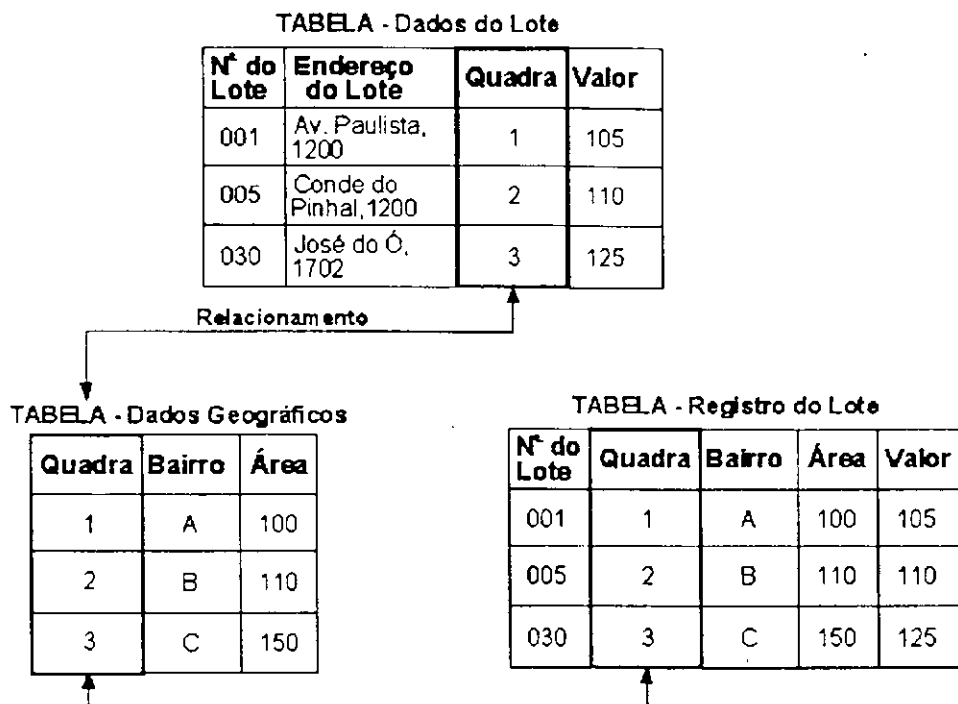 TABELA - Dados do Lote
Nº do Lote Endereço do Lote Quadra Valor
001 Av. Paulista, 1200 1 105
005 Conde do Pinhal, 1200 2 110
030 José do Ó, 1702 3 125
Relacionamento
TABELA - Dados Geográficos
Quadra Bairro Área
1 A 100
2 B 110
3 C 150
TABELA - Registro do Lote
Nº do Lote Quadra Bairro Área Valor
001 1 A 100 105
005 2 B 110 110
030 3 C 150 125